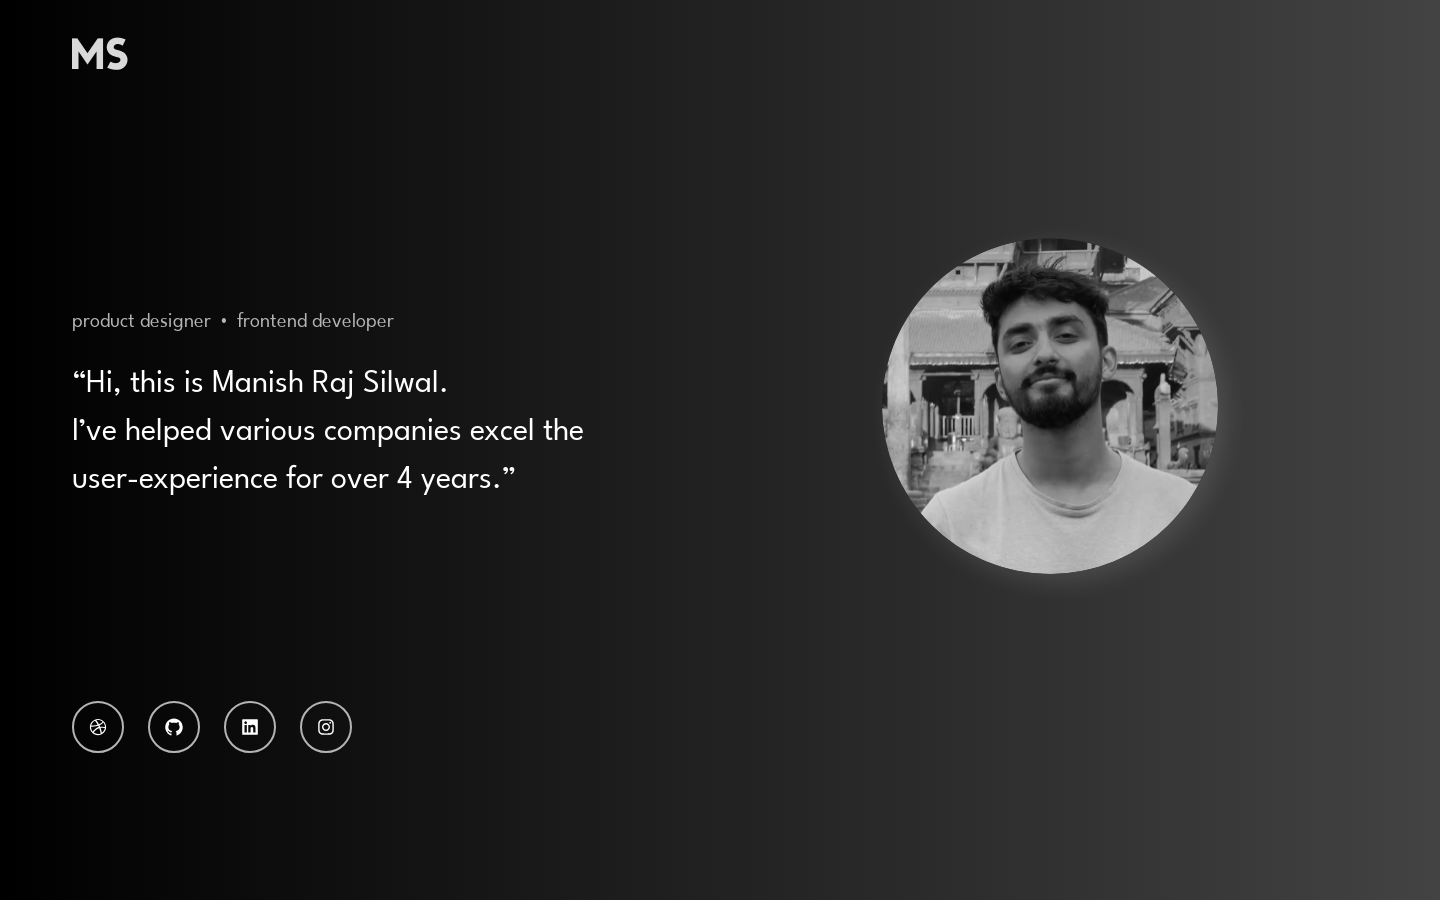 MS
product designer • frontend developer
“Hi, this is Manish Raj Silwal.
I’ve helped various companies excel the
user-experience for over 4 years.”